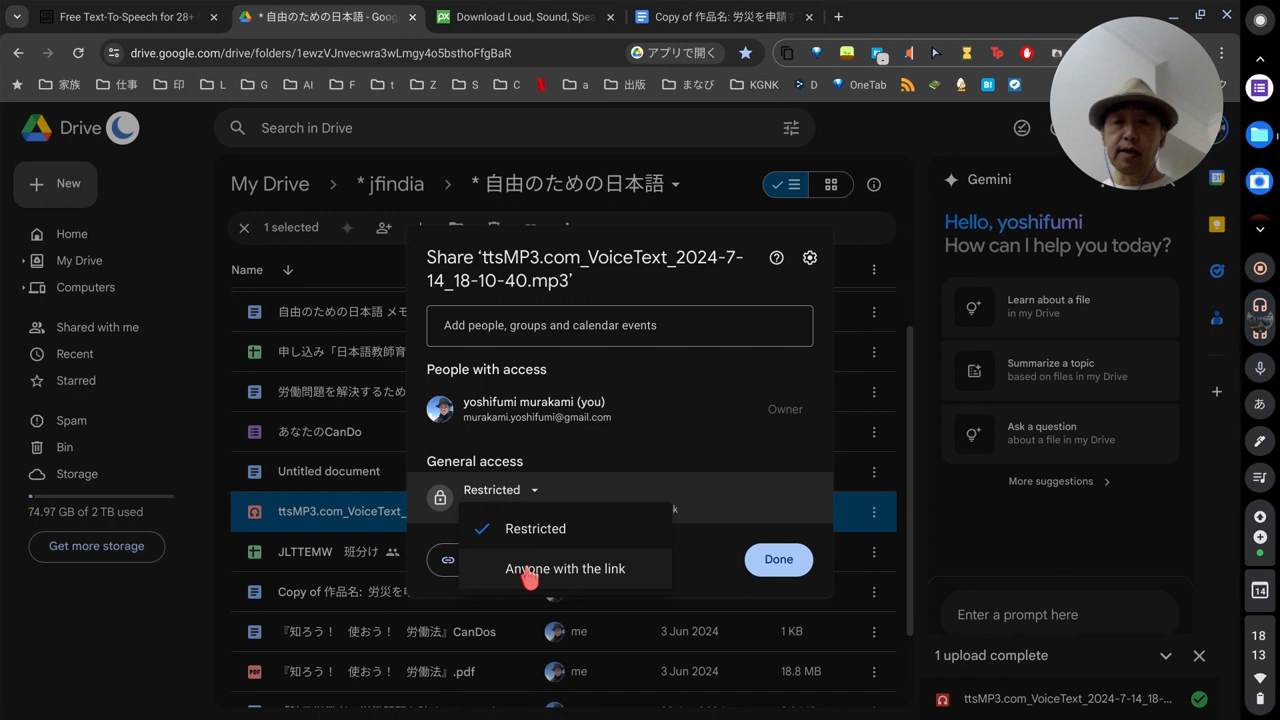 Free Text-To-Speech for 28+
* 自由のための日本語 - Goog
Download Loud, Sound, Spea
Copy of 作品名: 労災を申請す
drive.google.com/drive/folders/1ewzVJnvecwra3wLmgy4o5bsthoFfgBaR
アプリで開く
家族
仕事
印
L
G
AI
F
t
Z
S
C
a
出版
まなび
KGNK
D
OneTab
Drive
Search in Drive
New
Home
My Drive
Computers
Shared with me
Recent
Starred
Spam
Bin
Storage
74.97 GB of 2 TB used
Get more storage
My Drive
* jfindia
* 自由のための日本語
1 selected
Name
自由のための日本語 メモ
申し込み「日本語教師育
労働問題を解決するため
あなたのCanDo
Untitled document
ttsMP3.com_VoiceText_
JLTTEMW 班分け
Copy of 作品名: 労災を申
『知ろう! 使おう! 労働法』CanDos
me
3 Jun 2024
1 KB
『知ろう! 使おう! 労働法』.pdf
me
3 Jun 2024
18.8 MB
Share ‘ttsMP3.com_VoiceText_2024-7-
14_18-10-40.mp3’
Add people, groups and calendar events
People with access
yoshifumi murakami (you)
murakami.yoshifumi@gmail.com
Owner
General access
Restricted
k
Restricted
Anyone with the link
Done
Gemini
Hello, yoshifumi
How can I help you today?
Learn about a file
in my Drive
Summarize a topic
based on files in my Drive
Ask a question
about a file in my Drive
More suggestions
Enter a prompt here
1 upload complete
ttsMP3.com_VoiceText_2024-7-14_18-...
あ
14
18
13